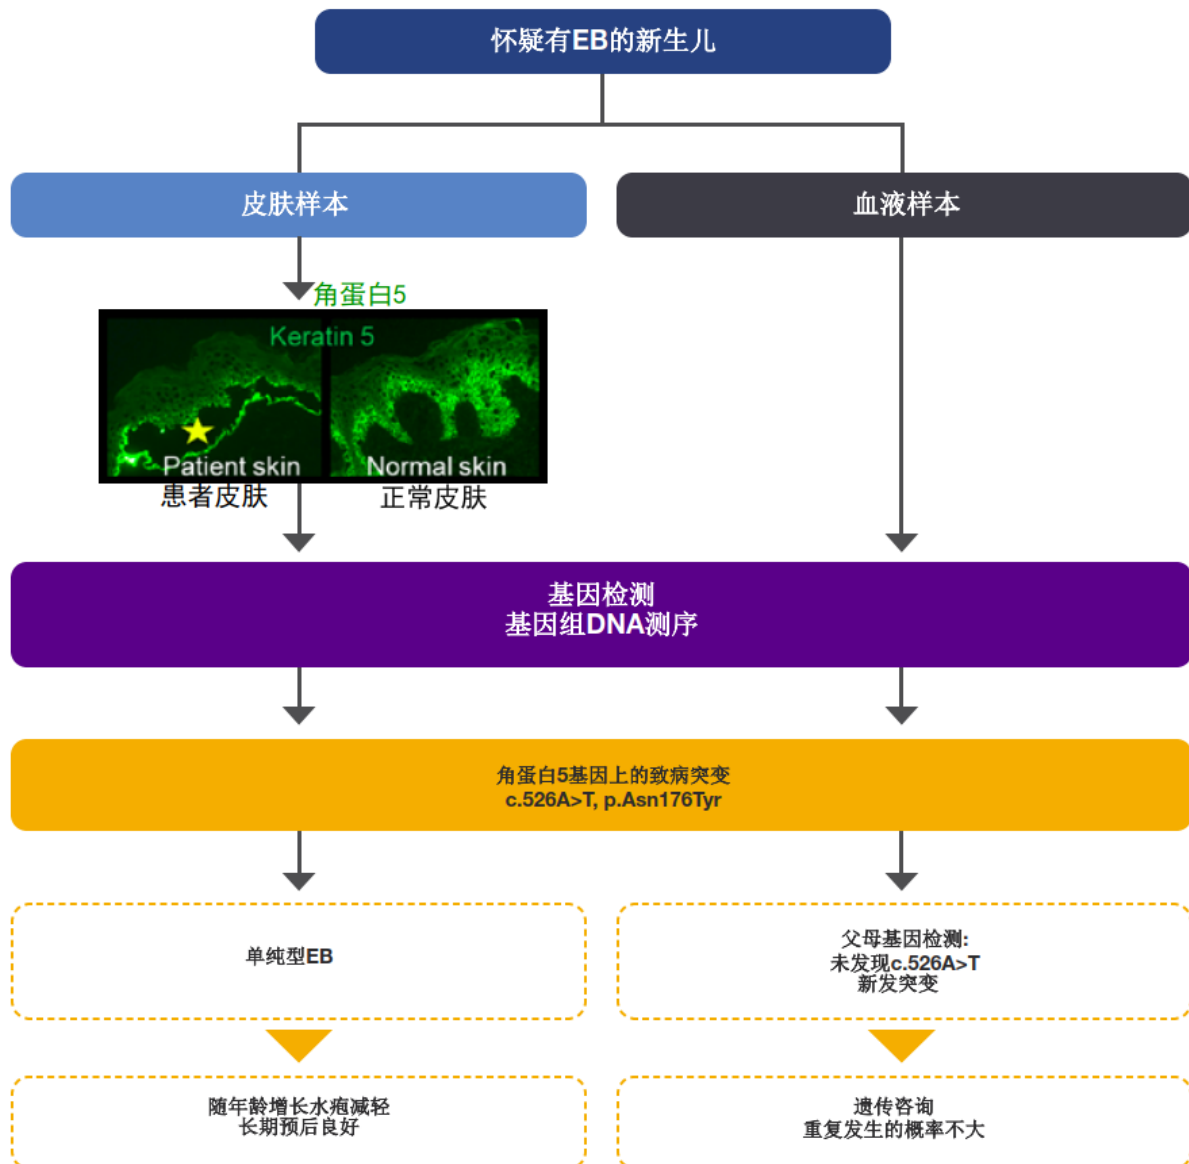 怀疑有EB的新生儿
皮肤样本
血液样本
角蛋白5
Keratin 5
Patient skin
Normal skin
患者皮肤
正常皮肤
基因检测
基因组DNA测序
角蛋白5基因上的致病突变
c.526A>T, p.Asn176Tyr
单纯型EB
父母基因检测:
未发现c.526A>T
新发突变
随年龄增长水疱减轻
长期预后良好
遗传咨询
重复发生的概率不大